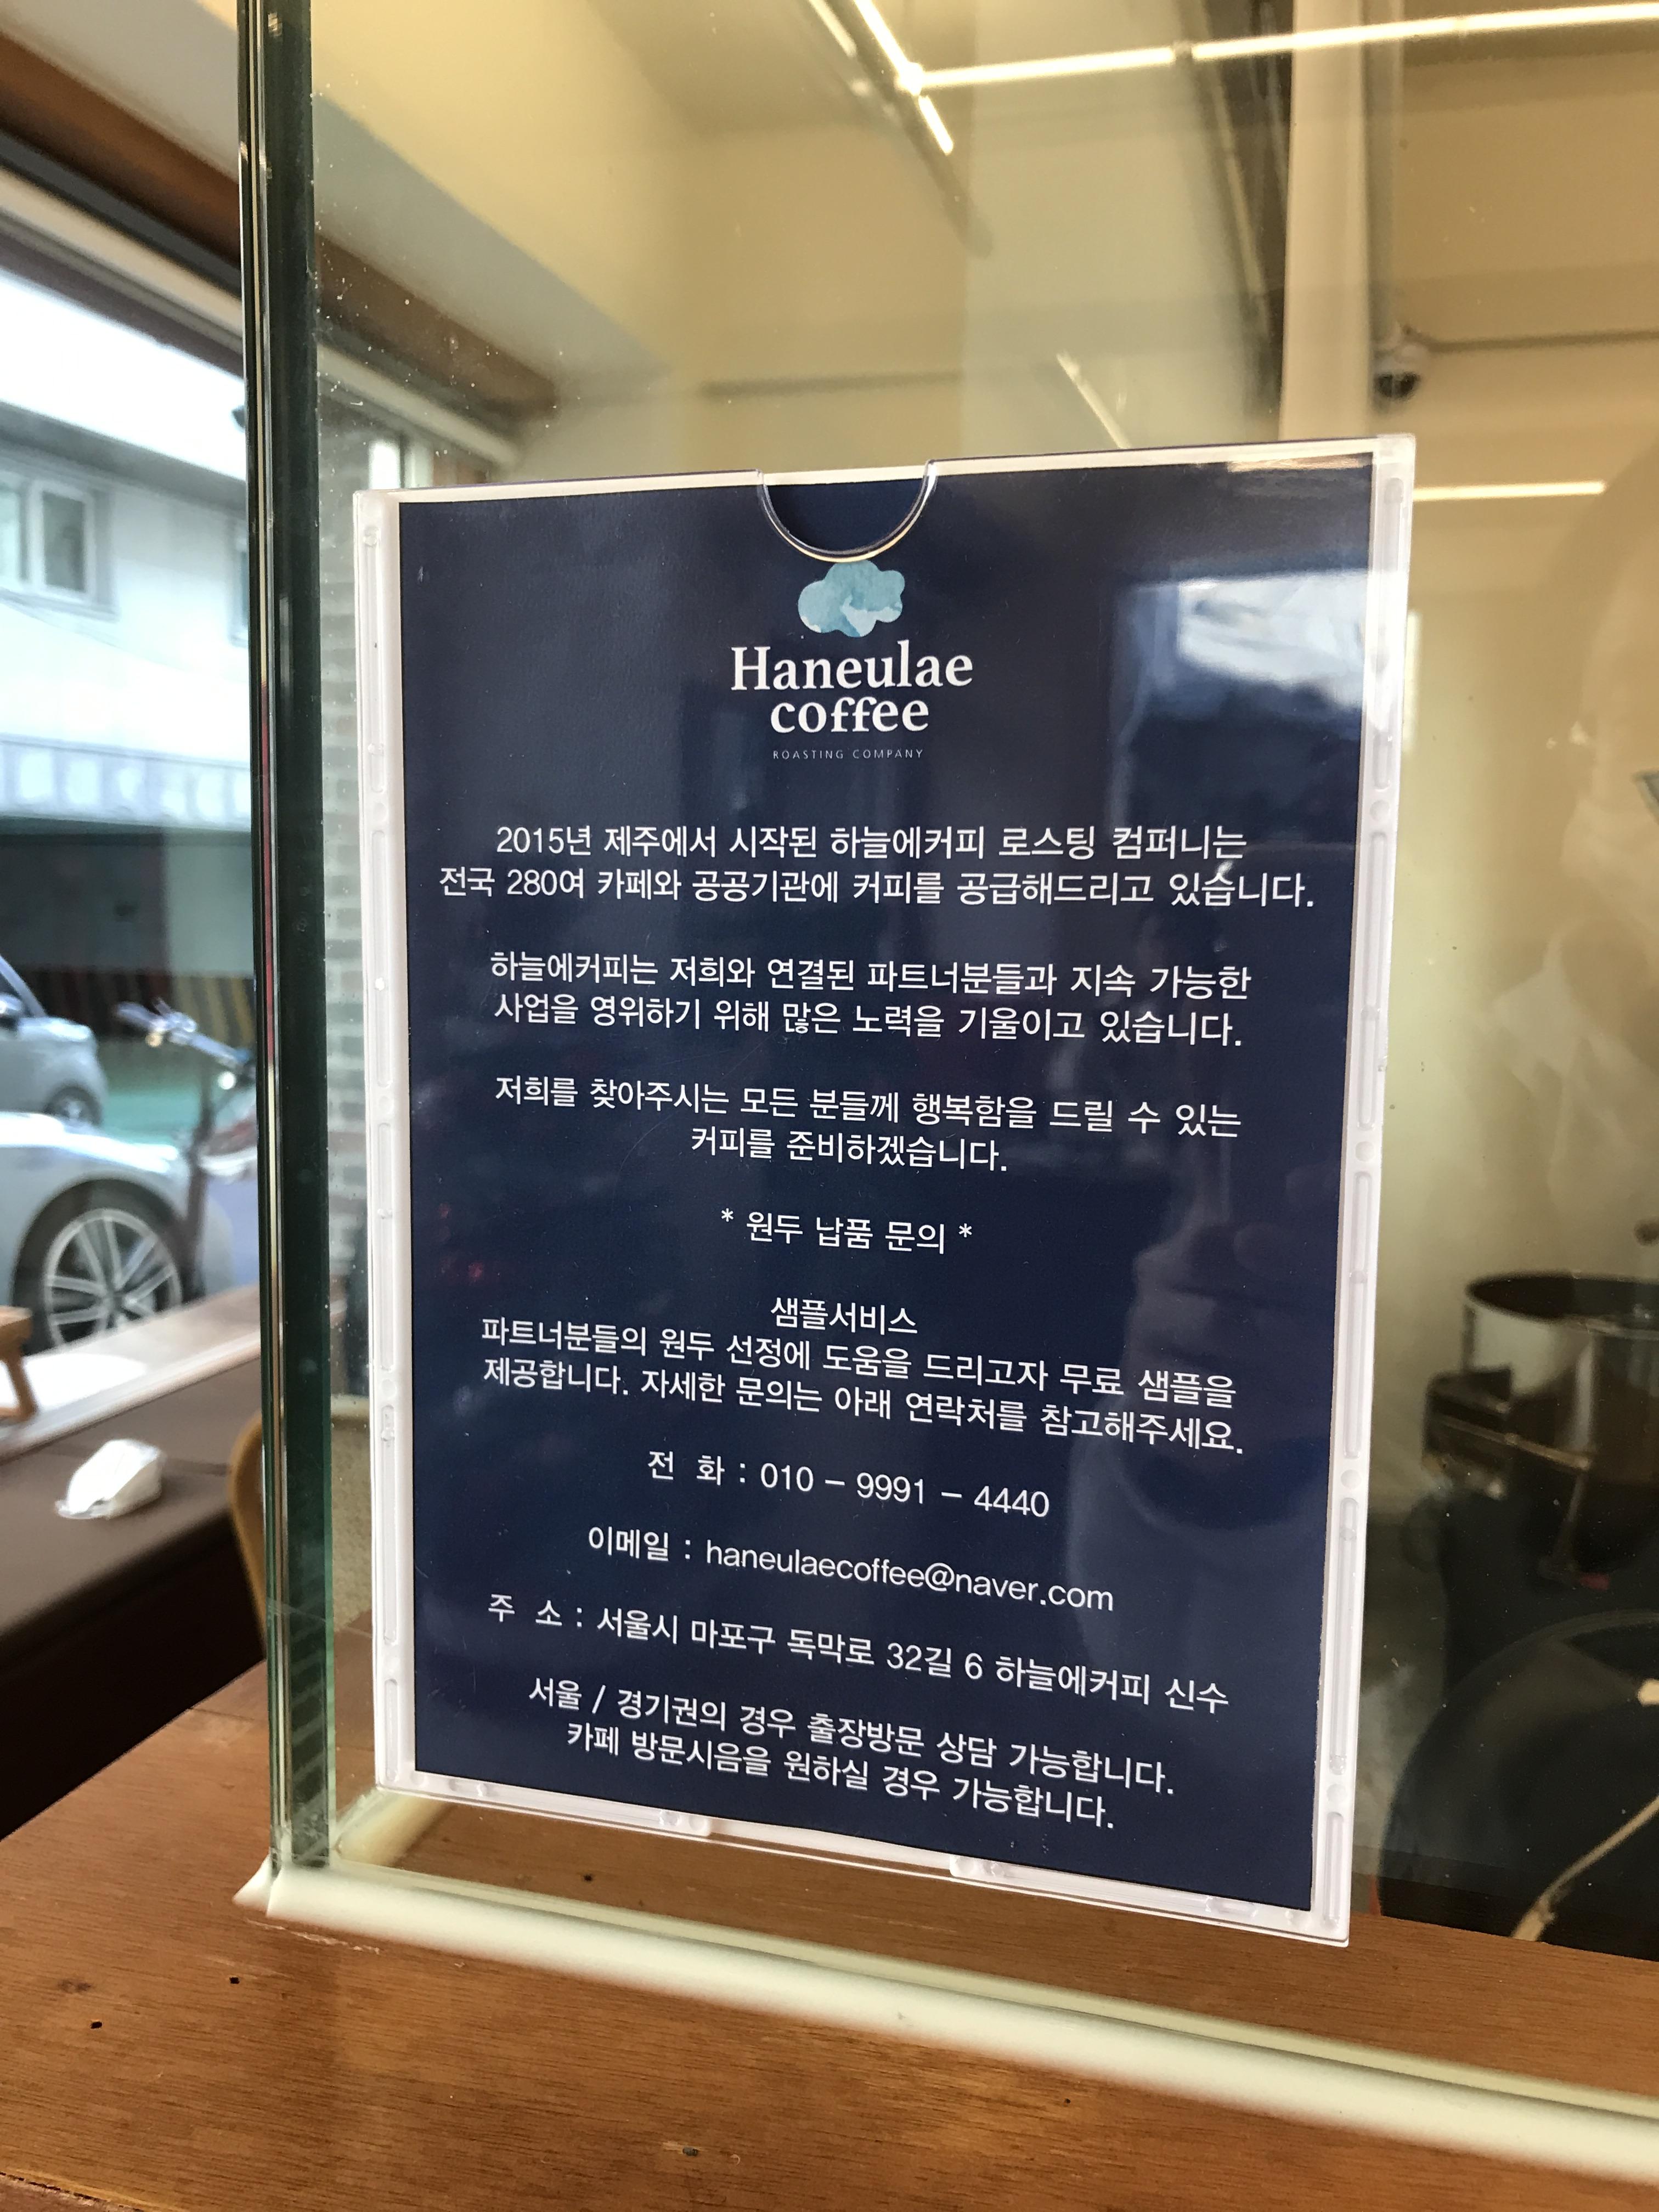 Haneulae
coffee
ROASTING COMPANY
2015년 제주에서 시작된 하늘에커피 로스팅 컴퍼니는
전국 280여 카페와 공공기관에 커피를 공급해드리고 있습니다.
하늘에커피는 저희와 연결된 파트너분들과 지속 가능한
사업을 영위하기 위해 많은 노력을 기울이고 있습니다.
저희를 찾아주시는 모든 분들께 행복함을 드릴 수 있는
커피를 준비하겠습니다.
* 원두 납품 문의 *
샘플서비스
파트너분들의 원두 선정에 도움을 드리고자 무료 샘플을
제공합니다. 자세한 문의는 아래 연락처를 참고해주세요.
전 화 : 010 - 9991 - 4440
이메일 : haneulaecoffee@naver.com
주 소 : 서울시 마포구 독막로 32길 6 하늘에커피 신수
서울 / 경기권의 경우 출장방문 상담 가능합니다.
카페 방문시음을 원하실 경우 가능합니다.